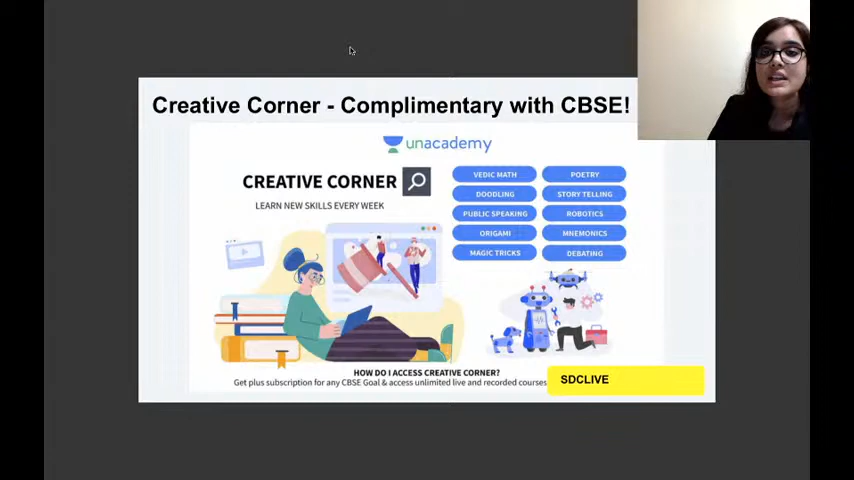 Creative Corner - Complimentary with CBSE!
unacademy
CREATIVE CORNER
LEARN NEW SKILLS EVERY WEEK
VEDIC MATH
POETRY
DOODLING
STORY TELLING
PUBLIC SPEAKING
ROBOTICS
ORIGAMI
MNEMONICS
MAGIC TRICKS
DEBATING
HOW DO I ACCESS CREATIVE CORNER?
Get plus subscription for any CBSE Goal & access unlimited live and recorded courses
SDCLIVE